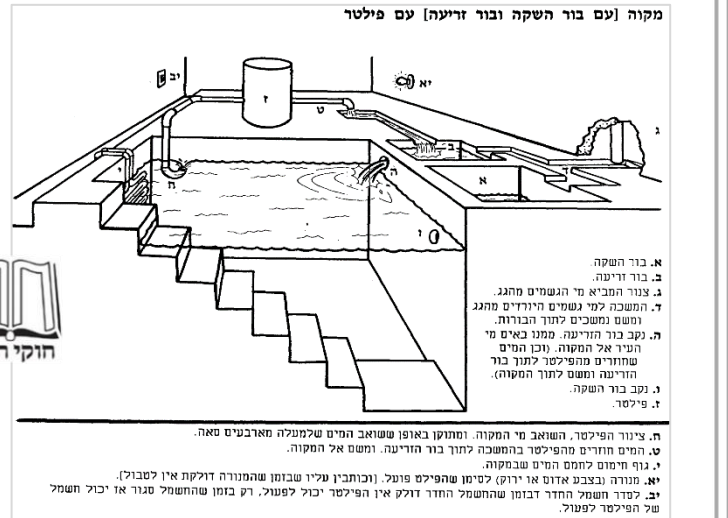 מקוה [עם בור השקה ובור זריעה] עם פילטר
יב
יא
ז
ט
ג
ב
ד
ה
א
י
ח
ו
א. בור השקה.
ב. בור זריעה.
ג. צנור המביא מי הגשמים מהגג.
ד. המשכה למי גשמים היורדים מהגג
ומשם נמשכים לתוך הבורות.
ה. נקב בור הזריעה. ממנו באים מי
העיר אל המקוה. (וכן המים
שחוזרים מהפילטר לתוך בור
הזריעה ומשם לתוך המקוה).
ו. נקב בור השקה.
ז. פילטר.
חוקי
ח. צינור הפילטר, השואב מי המקוה. ומתוקן באופן ששואב המים שלמעלה מארבעים סאה.
ט. המים חוזרים מהפילטר בהמשכה לתוך בור הזריעה. ומשם אל המקוה.
י. גוף חימום לחמם המים שבמקוה.
יא. מנורה (בצבע אדום או ירוק) לסימן שהפילט פועל. [וכותבין עליו שבזמן שהמנורה דולקת אין לטבול].
יב. לסדר חשמל החדר דבזמן שהחשמל החדר דולק אין הפילטר יכול לפעול, רק בזמן שהחשמל סגור אז יכול חשמל
של הפילטר לפעול.